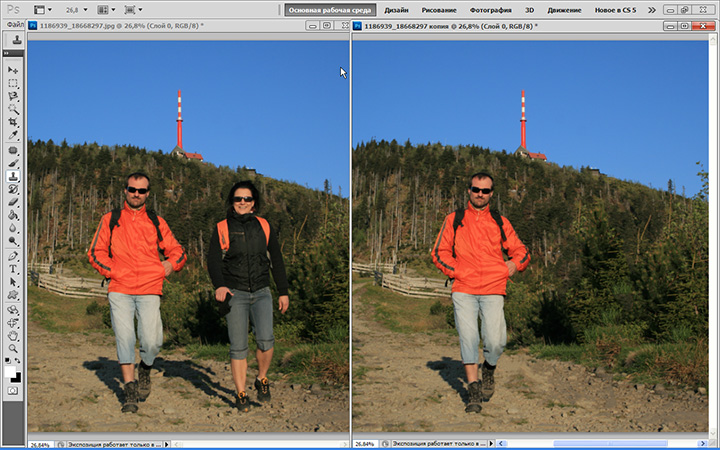 Ps 26,8 Основная рабочая среда Дизайн Рисование Фотография 3D Движение Новое в CS 5 »
Файл
Ps 1186939_18668297.jpg @ 26,8% (Слой 0, RGB/8) *
Ps 1186939_18668297 копия @ 26,8% (Слой 0, RGB/8) *
T
26,84% Экспозиция работает только в ...
26.84% Экспозиция работает только в ...